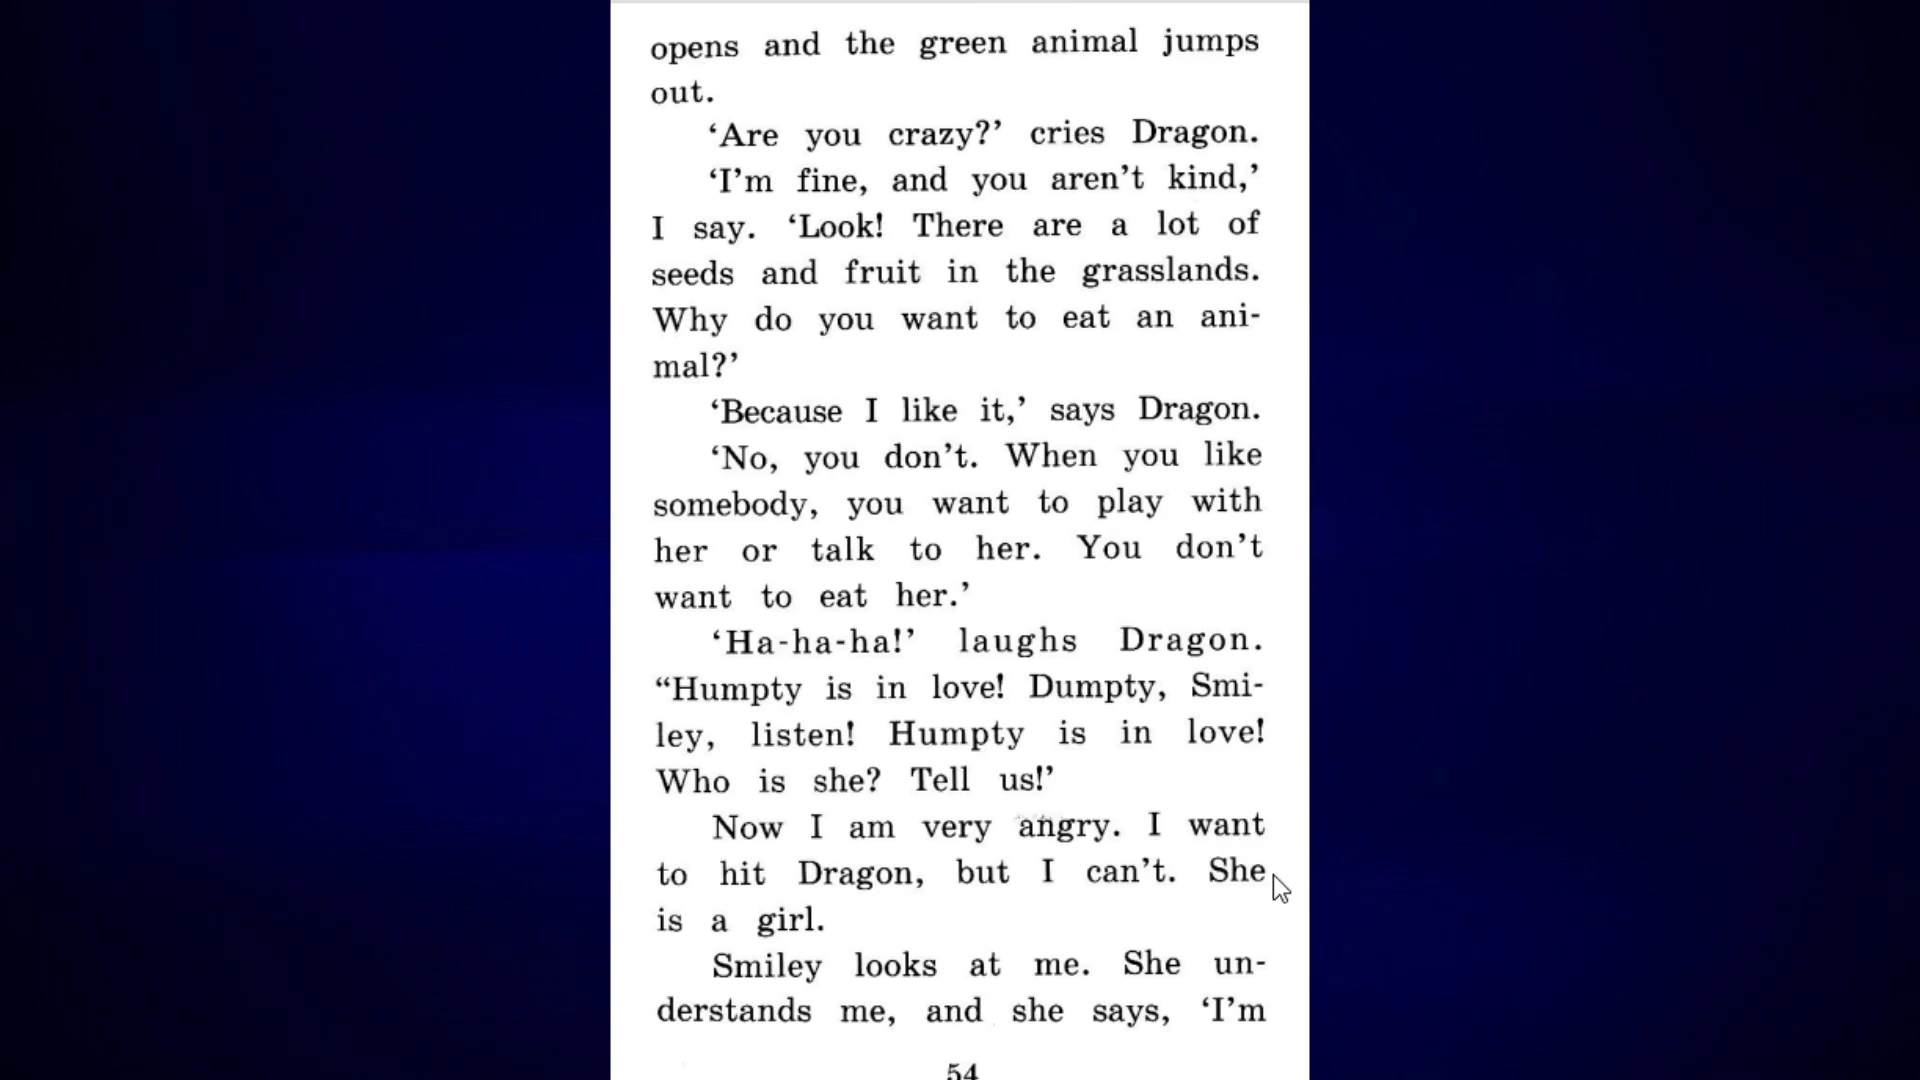 opens and the green animal jumps
out.
‘Are you crazy?’ cries Dragon.
‘I’m fine, and you aren’t kind,’
I say. ‘Look! There are a lot of
seeds and fruit in the grasslands.
Why do you want to eat an ani-
mal?’
‘Because I like it,’ says Dragon.
‘No, you don’t. When you like
somebody, you want to play with
her or talk to her. You don’t
want to eat her.’
‘Ha-ha-ha!’ laughs Dragon.
“Humpty is in love! Dumpty, Smi-
ley, listen! Humpty is in love!
Who is she? Tell us!’
Now I am very angry. I want
to hit Dragon, but I can’t. She
is a girl.
Smiley looks at me. She un-
derstands me, and she says, ‘I’m
54